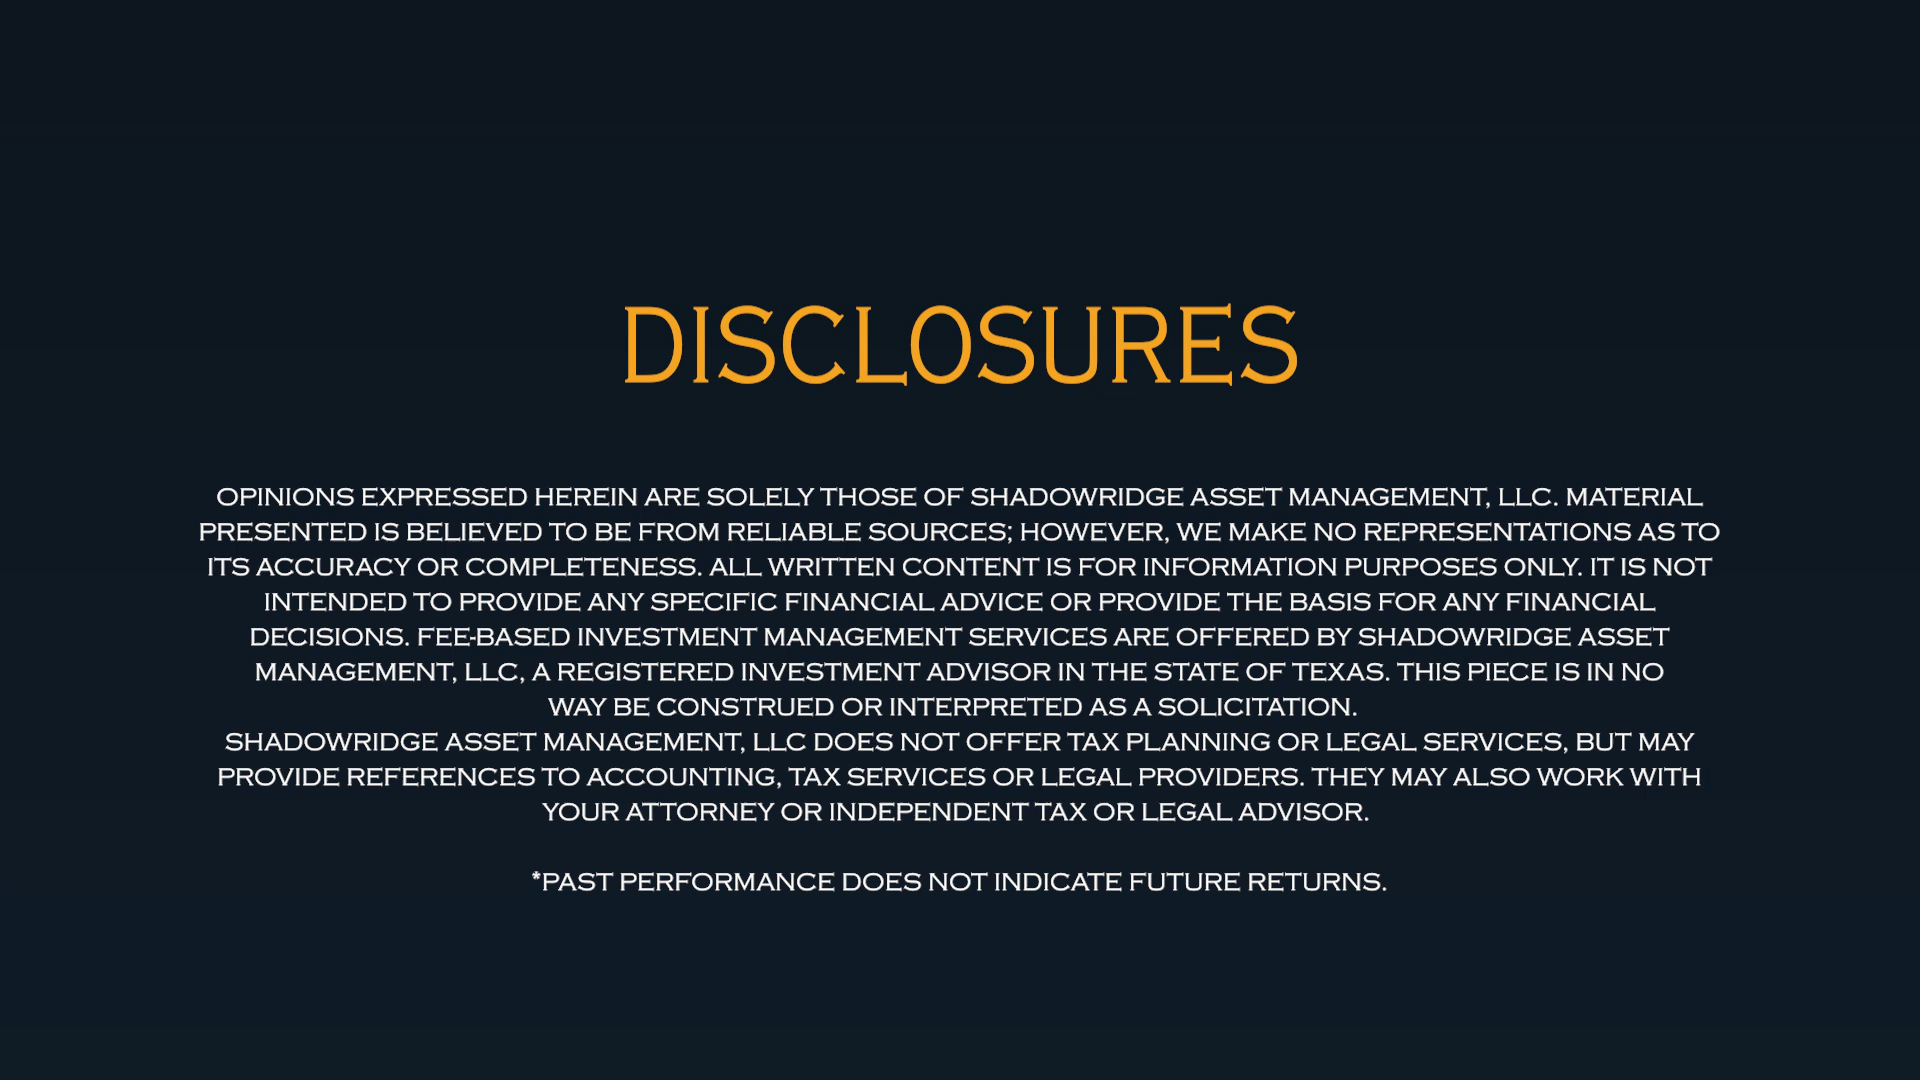 DISCLOSURES
OPINIONS EXPRESSED HEREIN ARE SOLELY THOSE OF SHADOWRIDGE ASSET MANAGEMENT, LLC. MATERIAL
PRESENTED IS BELIEVED TO BE FROM RELIABLE SOURCES; HOWEVER, WE MAKE NO REPRESENTATIONS AS TO
ITS ACCURACY OR COMPLETENESS. ALL WRITTEN CONTENT IS FOR INFORMATION PURPOSES ONLY. IT IS NOT
INTENDED TO PROVIDE ANY SPECIFIC FINANCIAL ADVICE OR PROVIDE THE BASIS FOR ANY FINANCIAL
DECISIONS. FEE-BASED INVESTMENT MANAGEMENT SERVICES ARE OFFERED BY SHADOWRIDGE ASSET
MANAGEMENT, LLC, A REGISTERED INVESTMENT ADVISOR IN THE STATE OF TEXAS. THIS PIECE IS IN NO
WAY BE CONSTRUED OR INTERPRETED AS A SOLICITATION.
SHADOWRIDGE ASSET MANAGEMENT, LLC DOES NOT OFFER TAX PLANNING OR LEGAL SERVICES, BUT MAY
PROVIDE REFERENCES TO ACCOUNTING, TAX SERVICES OR LEGAL PROVIDERS. THEY MAY ALSO WORK WITH
YOUR ATTORNEY OR INDEPENDENT TAX OR LEGAL ADVISOR.
*PAST PERFORMANCE DOES NOT INDICATE FUTURE RETURNS.